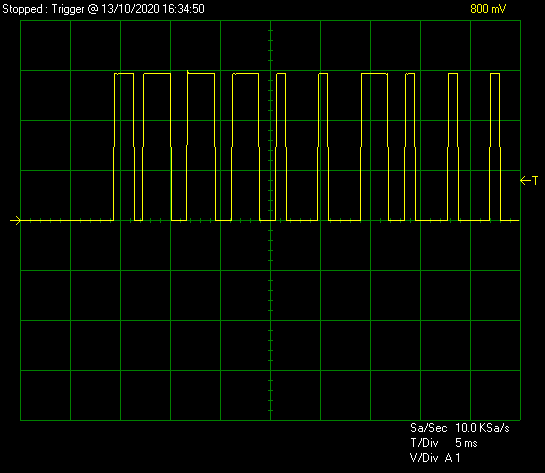 Stopped : Trigger @ 13/10/2020 16:34:50
800 mV
T
Sa/Sec 10.0 KSa/s
T/Div 5 ms
V/Div A 1